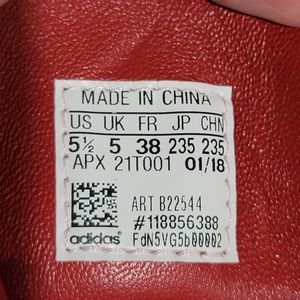 MADE IN CHINA
US UK FR JP CHN
5½ 5 38 235 235
APX 21T001 01/18
ART B22544
#118856388
adidas FdN5VG5b00002